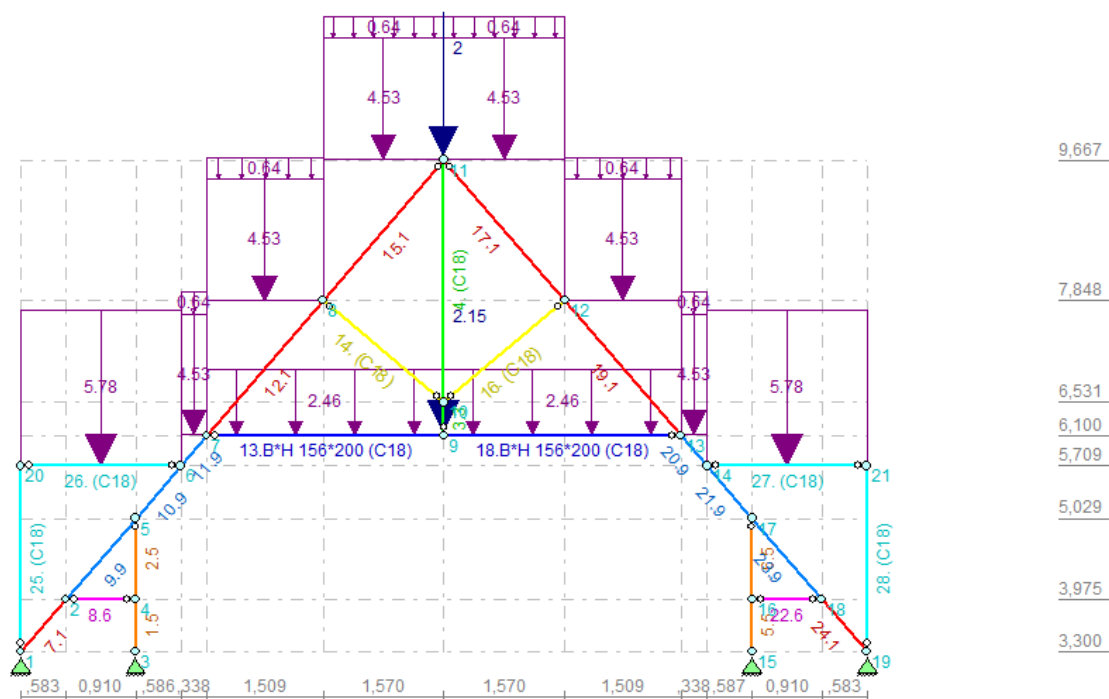 0.64 0.64
2
4.53 4.53
9,667
11
0.64 0.64
15.1 17.1
4.53 4.53
24. (C18)
7,848
8 12
0.64 0.64
2.15
14. (C18) 16. (C18)
4.53 4.53
12.1 19.1
5.78 5.78
2.46 2.46
6,531
10
6,100
7 9 13
13.B*H 156*200 (C18) 18.B*H 156*200 (C18)
11.9 20.9
5,709
20 6 14 21
26. (C18) 27. (C18)
10.9 21.9
5,029
5 17
25. (C18) 28. (C18)
9.9 2.5
3,975
2 4 16 18
8.6 22.6
7.1 1.5 5.5 24.1
3,300
1 3 15 19
,583 0,910 ,586 ,338 1,509 1,570 1,570 1,509 ,338 ,587 0,910 ,583